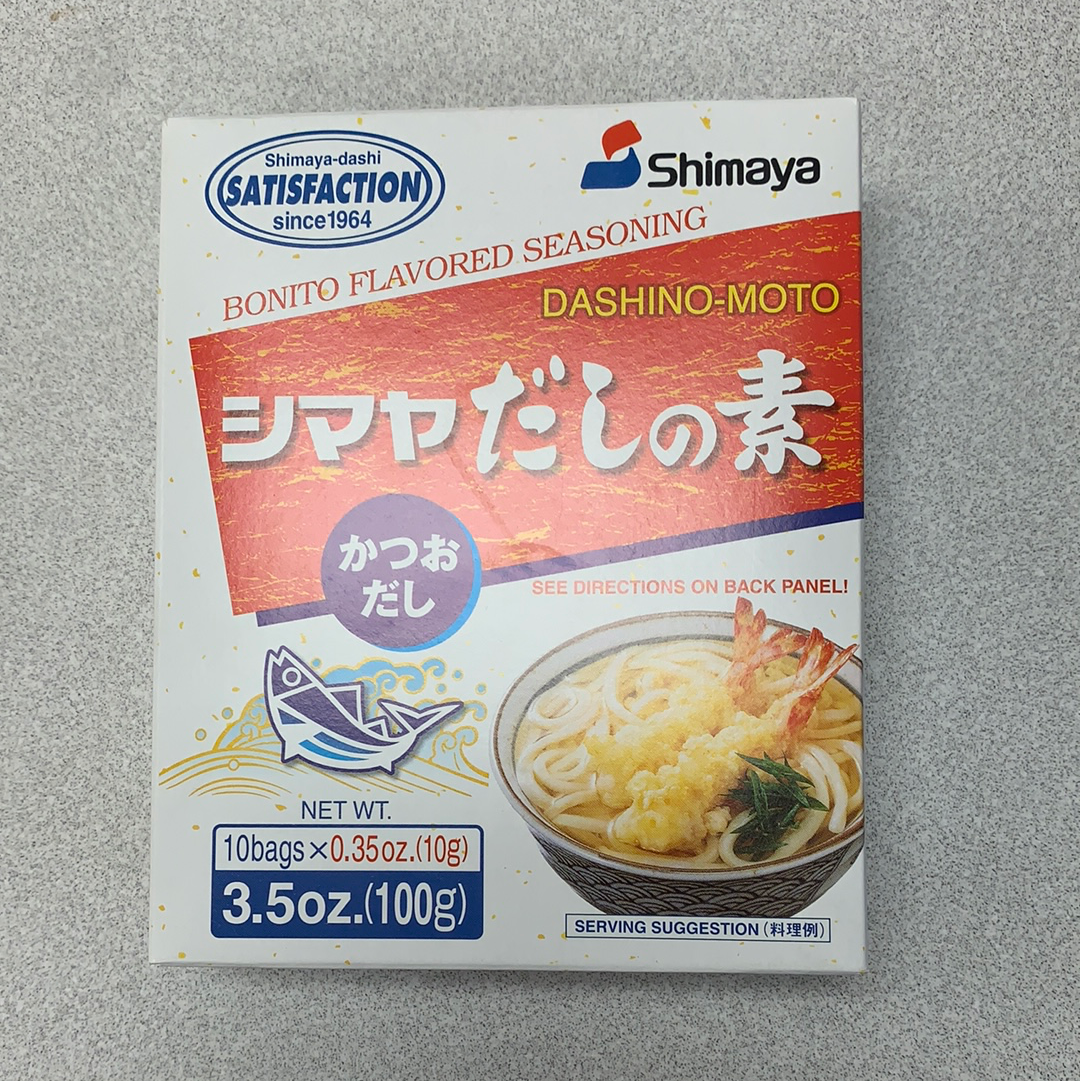 Shimaya-dashi
SATISFACTION
since1964
Shimaya
BONITO FLAVORED SEASONING
DASHINO-MOTO
シマヤだしの素
かつお
だし
SEE DIRECTIONS ON BACK PANEL!
NET WT.
10bags×0.35oz.(10g)
3.5oz.(100g)
SERVING SUGGESTION(料理例)